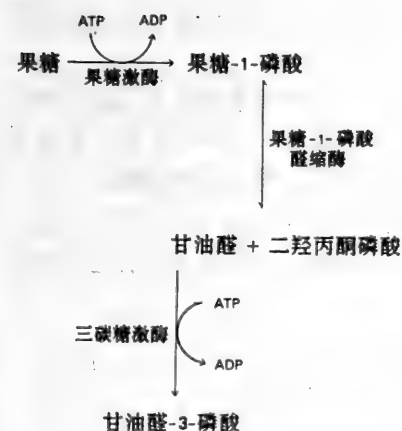 ATP ADP
果糖 果糖-1-磷酸
果糖激酶
果糖-1-磷酸
醛缩酶
甘油醛 + 二羟丙酮磷酸
ATP
三碳糖激酶
ADP
甘油醛-3-磷酸